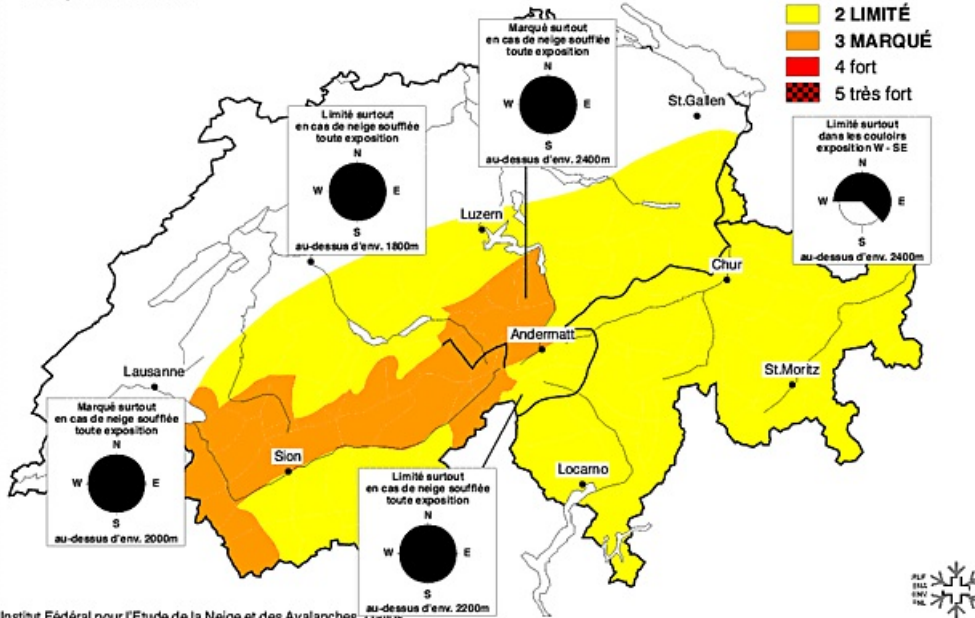 2 LIMITÉ
3 MARQUÉ
4 fort
5 très fort
Marqué surtout
en cas de neige soufflée
toute exposition
N
W E
S
au-dessus d'env. 2400m
St.Gallen
Limité surtout
en cas de neige soufflée
toute exposition
N
W E
S
au-dessus d'env. 1800m
Limité surtout
dans les couloirs
exposition W - SE
N
W E
S
au-dessus d'env. 2400m
Luzern
Chur
Andermatt
Lausanne
St.Moritz
Marqué surtout
en cas de neige soufflée
toute exposition
N
W E
S
au-dessus d'env. 2000m
Sion
Locarno
Limité surtout
en cas de neige soufflée
toute exposition
N
W E
S
au-dessus d'env. 2200m
Institut Fédéral pour l'Etude de la Neige et des Avalanches
SLF
ENA